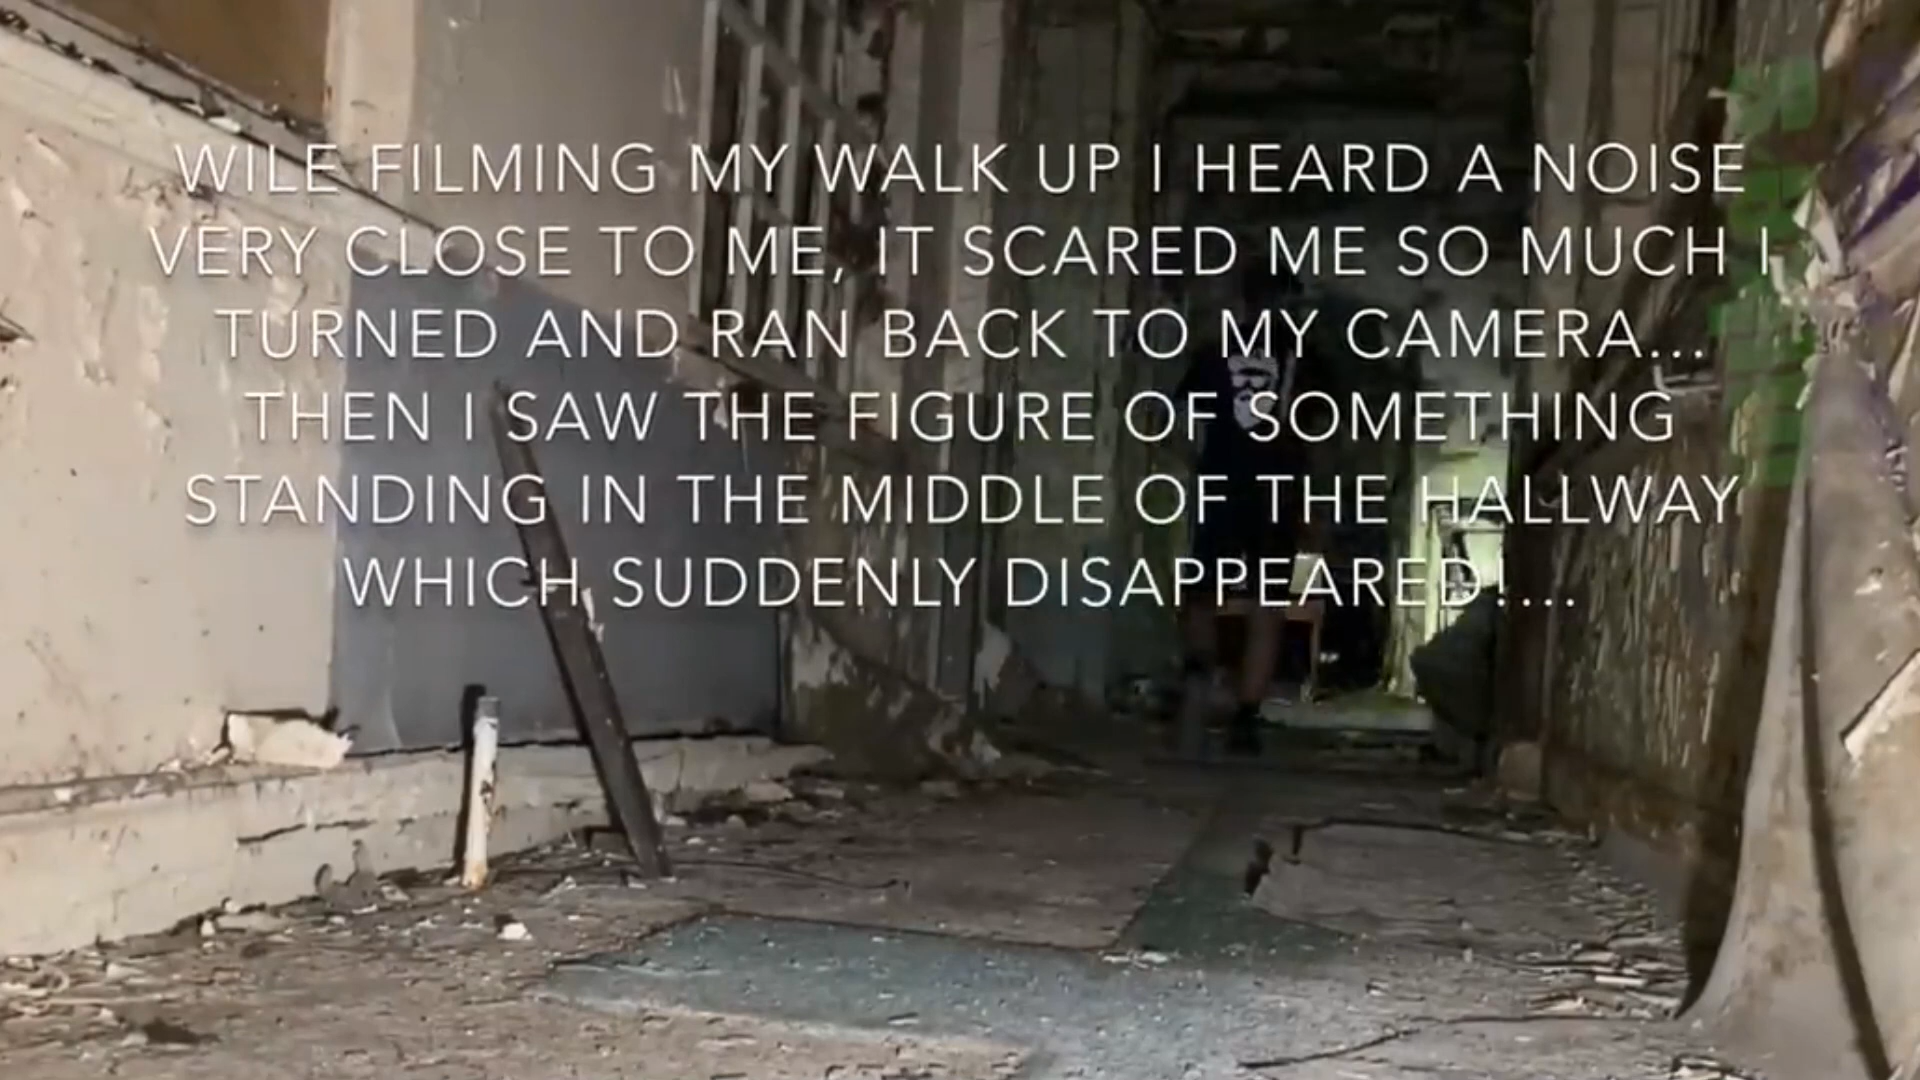 WILE FILMING MY WALK UP I HEARD A NOISE
VERY CLOSE TO ME, IT SCARED ME SO MUCH I
TURNED AND RAN BACK TO MY CAMERA...
THEN I SAW THE FIGURE OF SOMETHING
STANDING IN THE MIDDLE OF THE HALLWAY
WHICH SUDDENLY DISAPPEARED!....